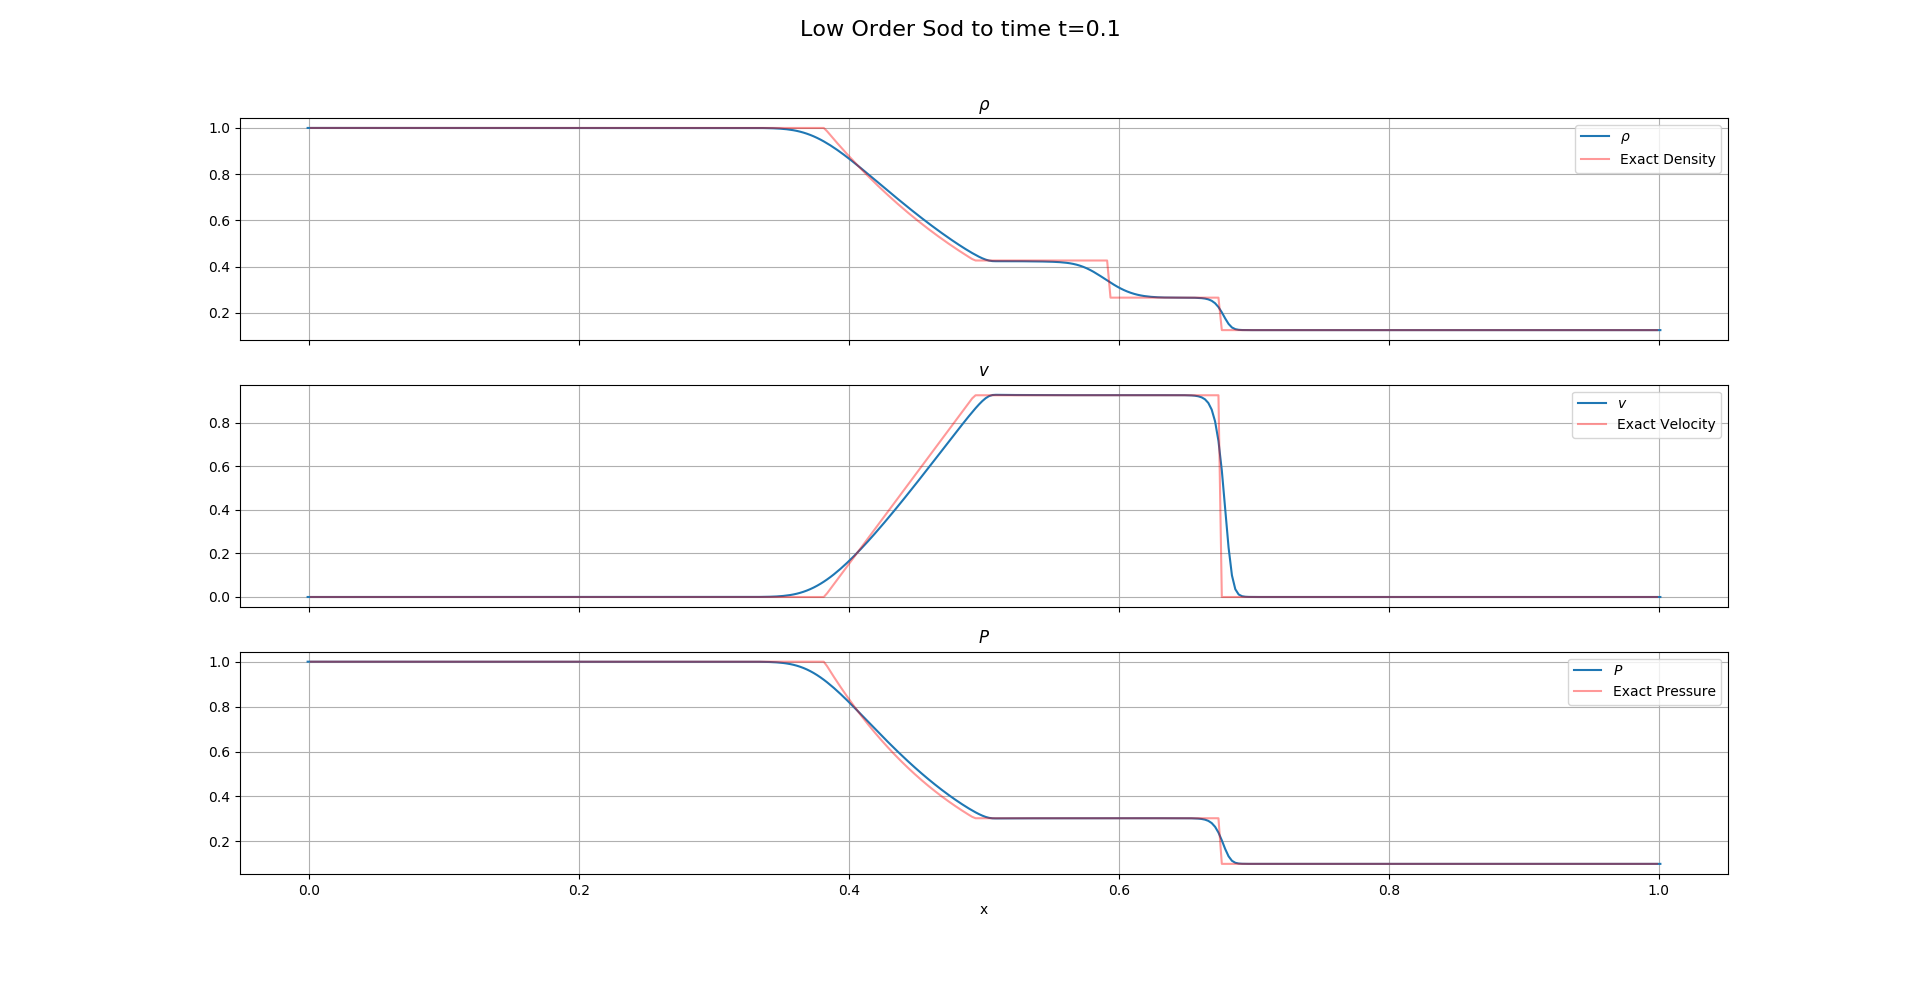 Low Order Sod to time t=0.1
ρ
1.0
0.8
0.6
0.4
0.2
ρ
Exact Density
v
0.8
0.6
0.4
0.2
0.0
v
Exact Velocity
P
1.0
0.8
0.6
0.4
0.2
P
Exact Pressure
0.0 0.2 0.4 0.6 0.8 1.0
x